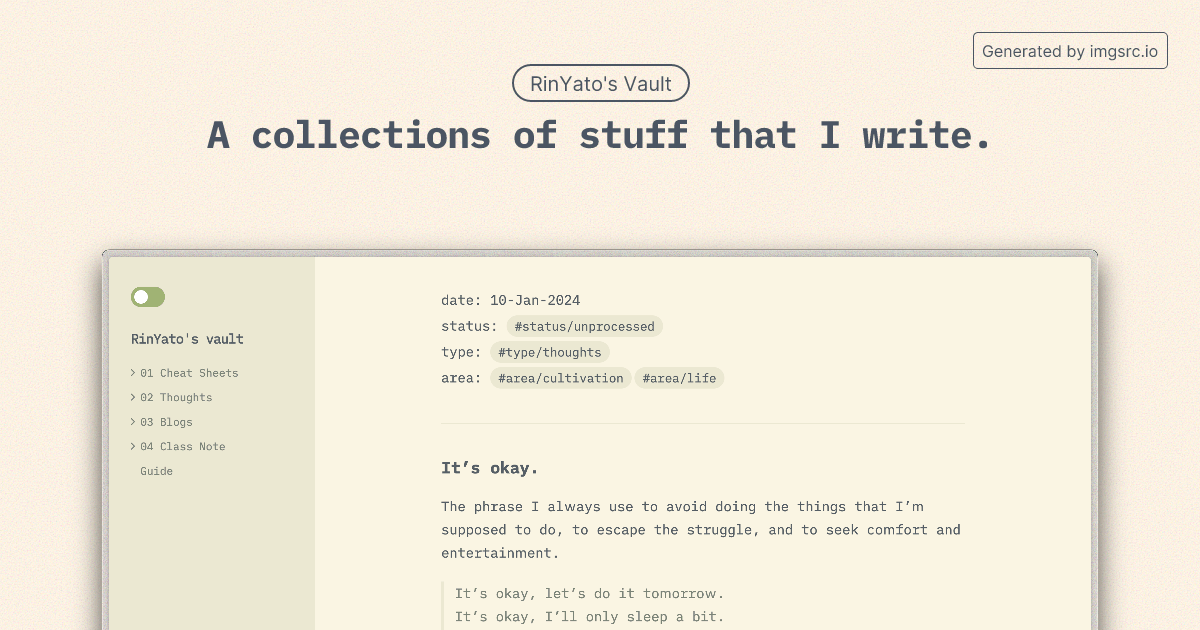 Generated by imgsrc.io
RinYato's Vault
A collections of stuff that I write.
RinYato's vault
01 Cheat Sheets
02 Thoughts
03 Blogs
04 Class Note
Guide
date: 10-Jan-2024
status: #status/unprocessed
type: #type/thoughts
area: #area/cultivation #area/life
It’s okay.
The phrase I always use to avoid doing the things that I’m
supposed to do, to escape the struggle, and to seek comfort and
entertainment.
It’s okay, let’s do it tomorrow.
It’s okay, I’ll only sleep a bit.